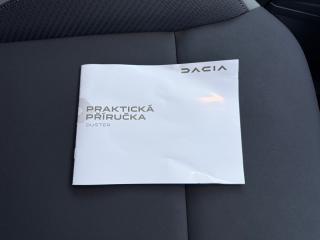 DACIA
PRAKTICKÁ
PŘÍRUČKA
DUSTER